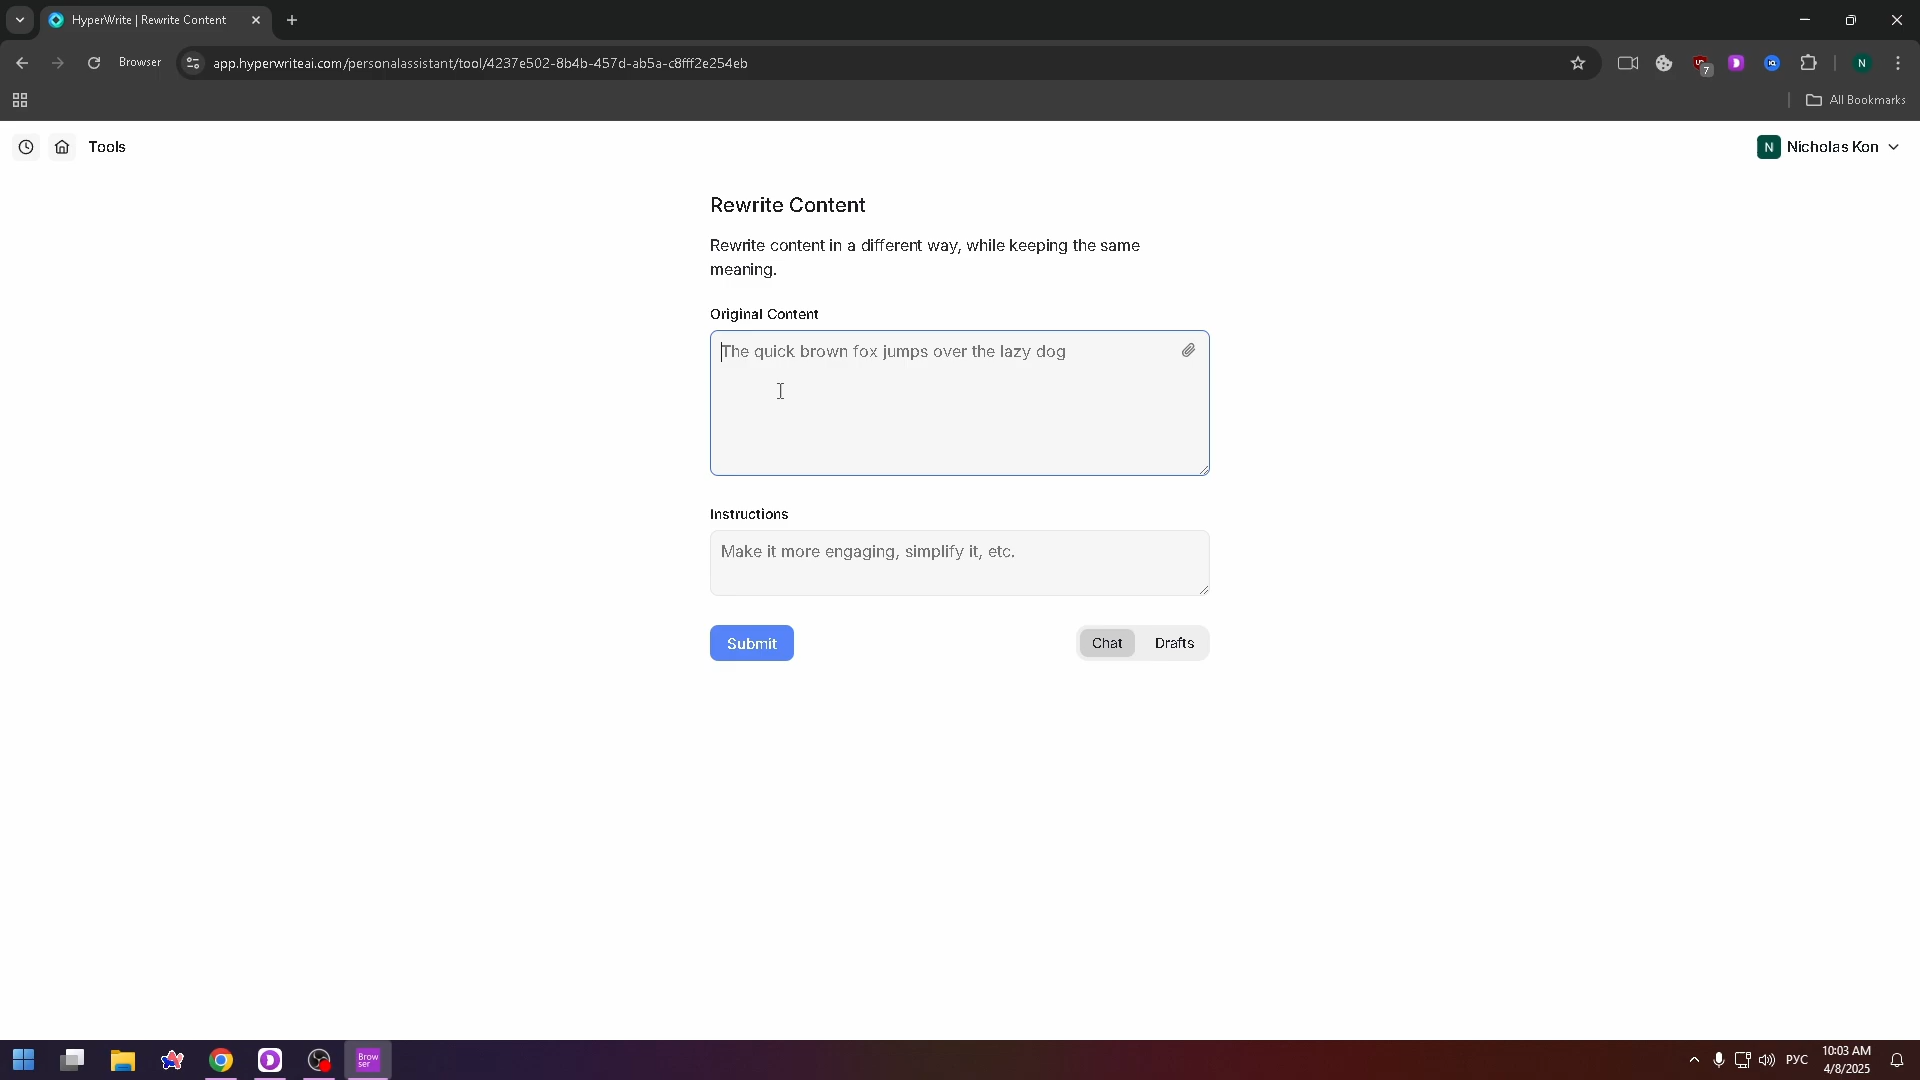 HyperWrite | Rewrite Content
Browser
app.hyperwriteai.com/personalassistant/tool/4237e502-8b4b-457d-ab5a-c8fff2e254eb
7
N
All Bookmarks
Tools
N
Nicholas Kon
Rewrite Content
Rewrite content in a different way, while keeping the same
meaning.
Original Content
The quick brown fox jumps over the lazy dog
Instructions
Make it more engaging, simplify it, etc.
Submit
Chat
Drafts
Brow
ser
РУС
10:03 AM
4/8/2025